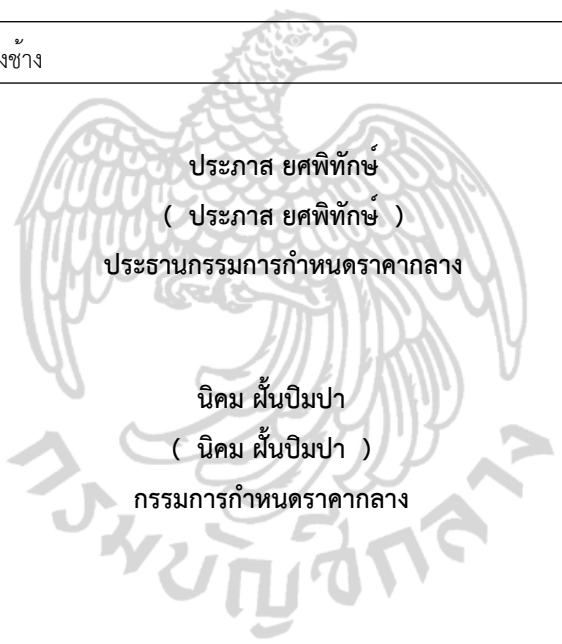 งช้าง
ประภาส ยศพิทักษ์
( ประภาส ยศพิทักษ์ )
ประธานกรรมการกำหนดราคากลาง
นิคม ฝั้นปิมปา
( นิคม ฝั้นปิมปา )
กรรมการกำหนดราคากลาง
กรมบัญชีกลาง